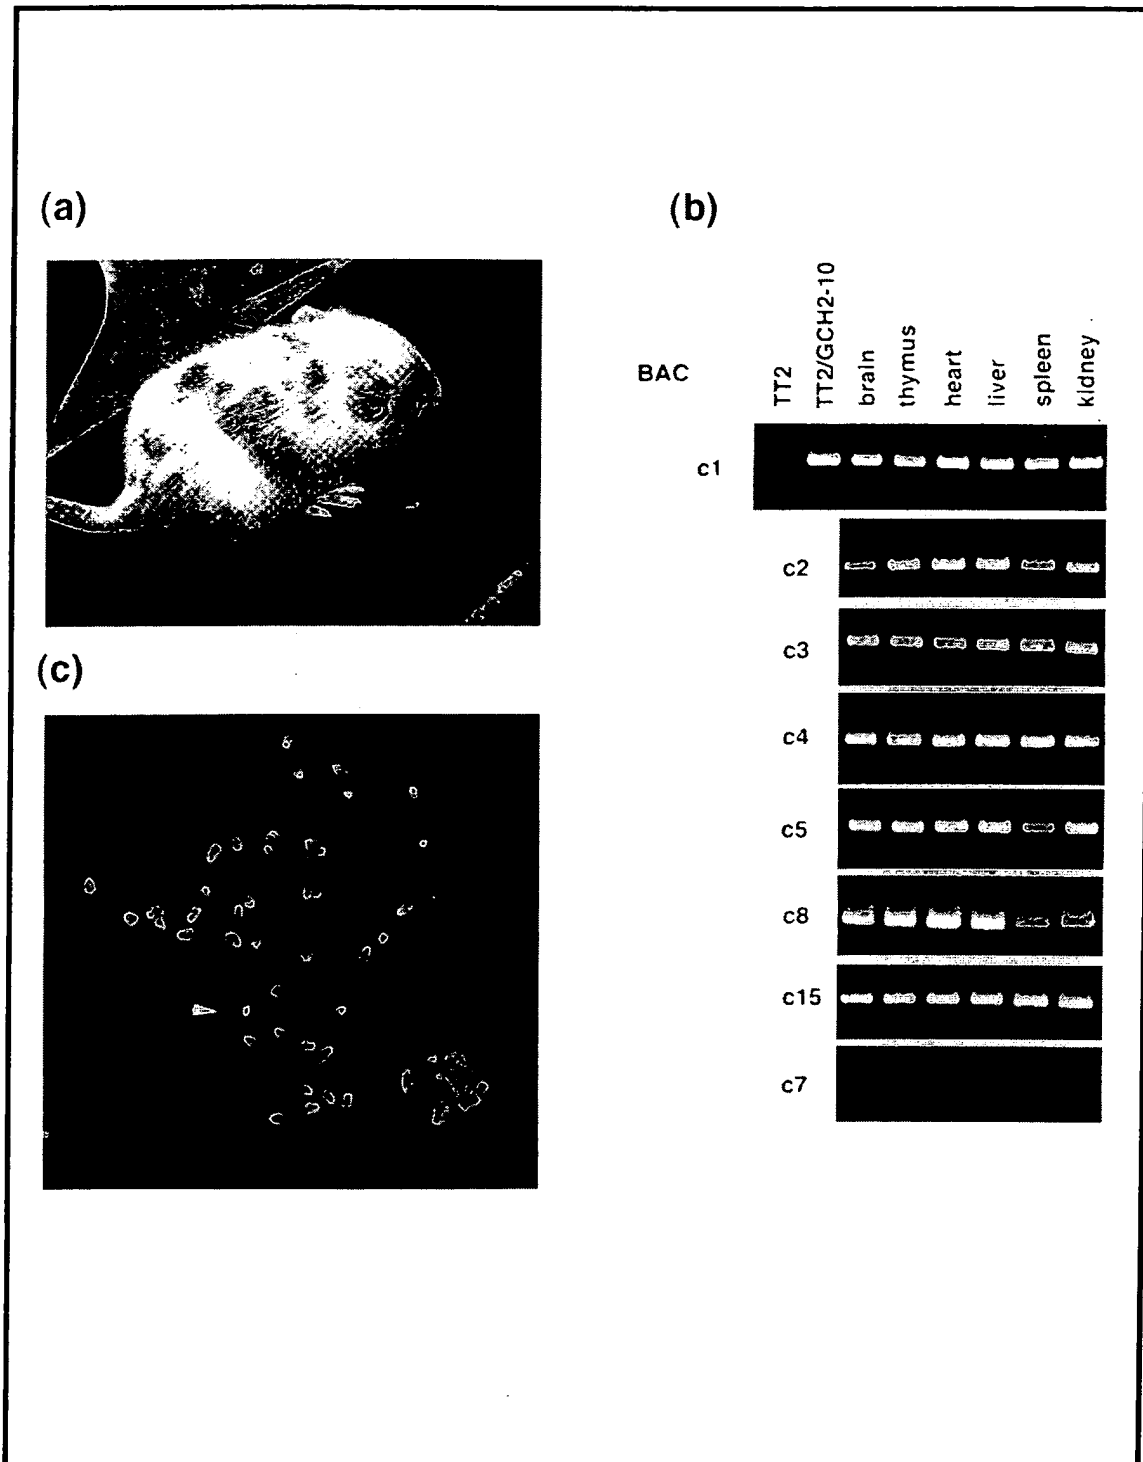 (a)
(b)
BAC
TT2
TT2/GCH2-10
brain
thymus
heart
liver
spleen
kidney
c1
c2
c3
(c)
c4
c5
c8
c15
c7